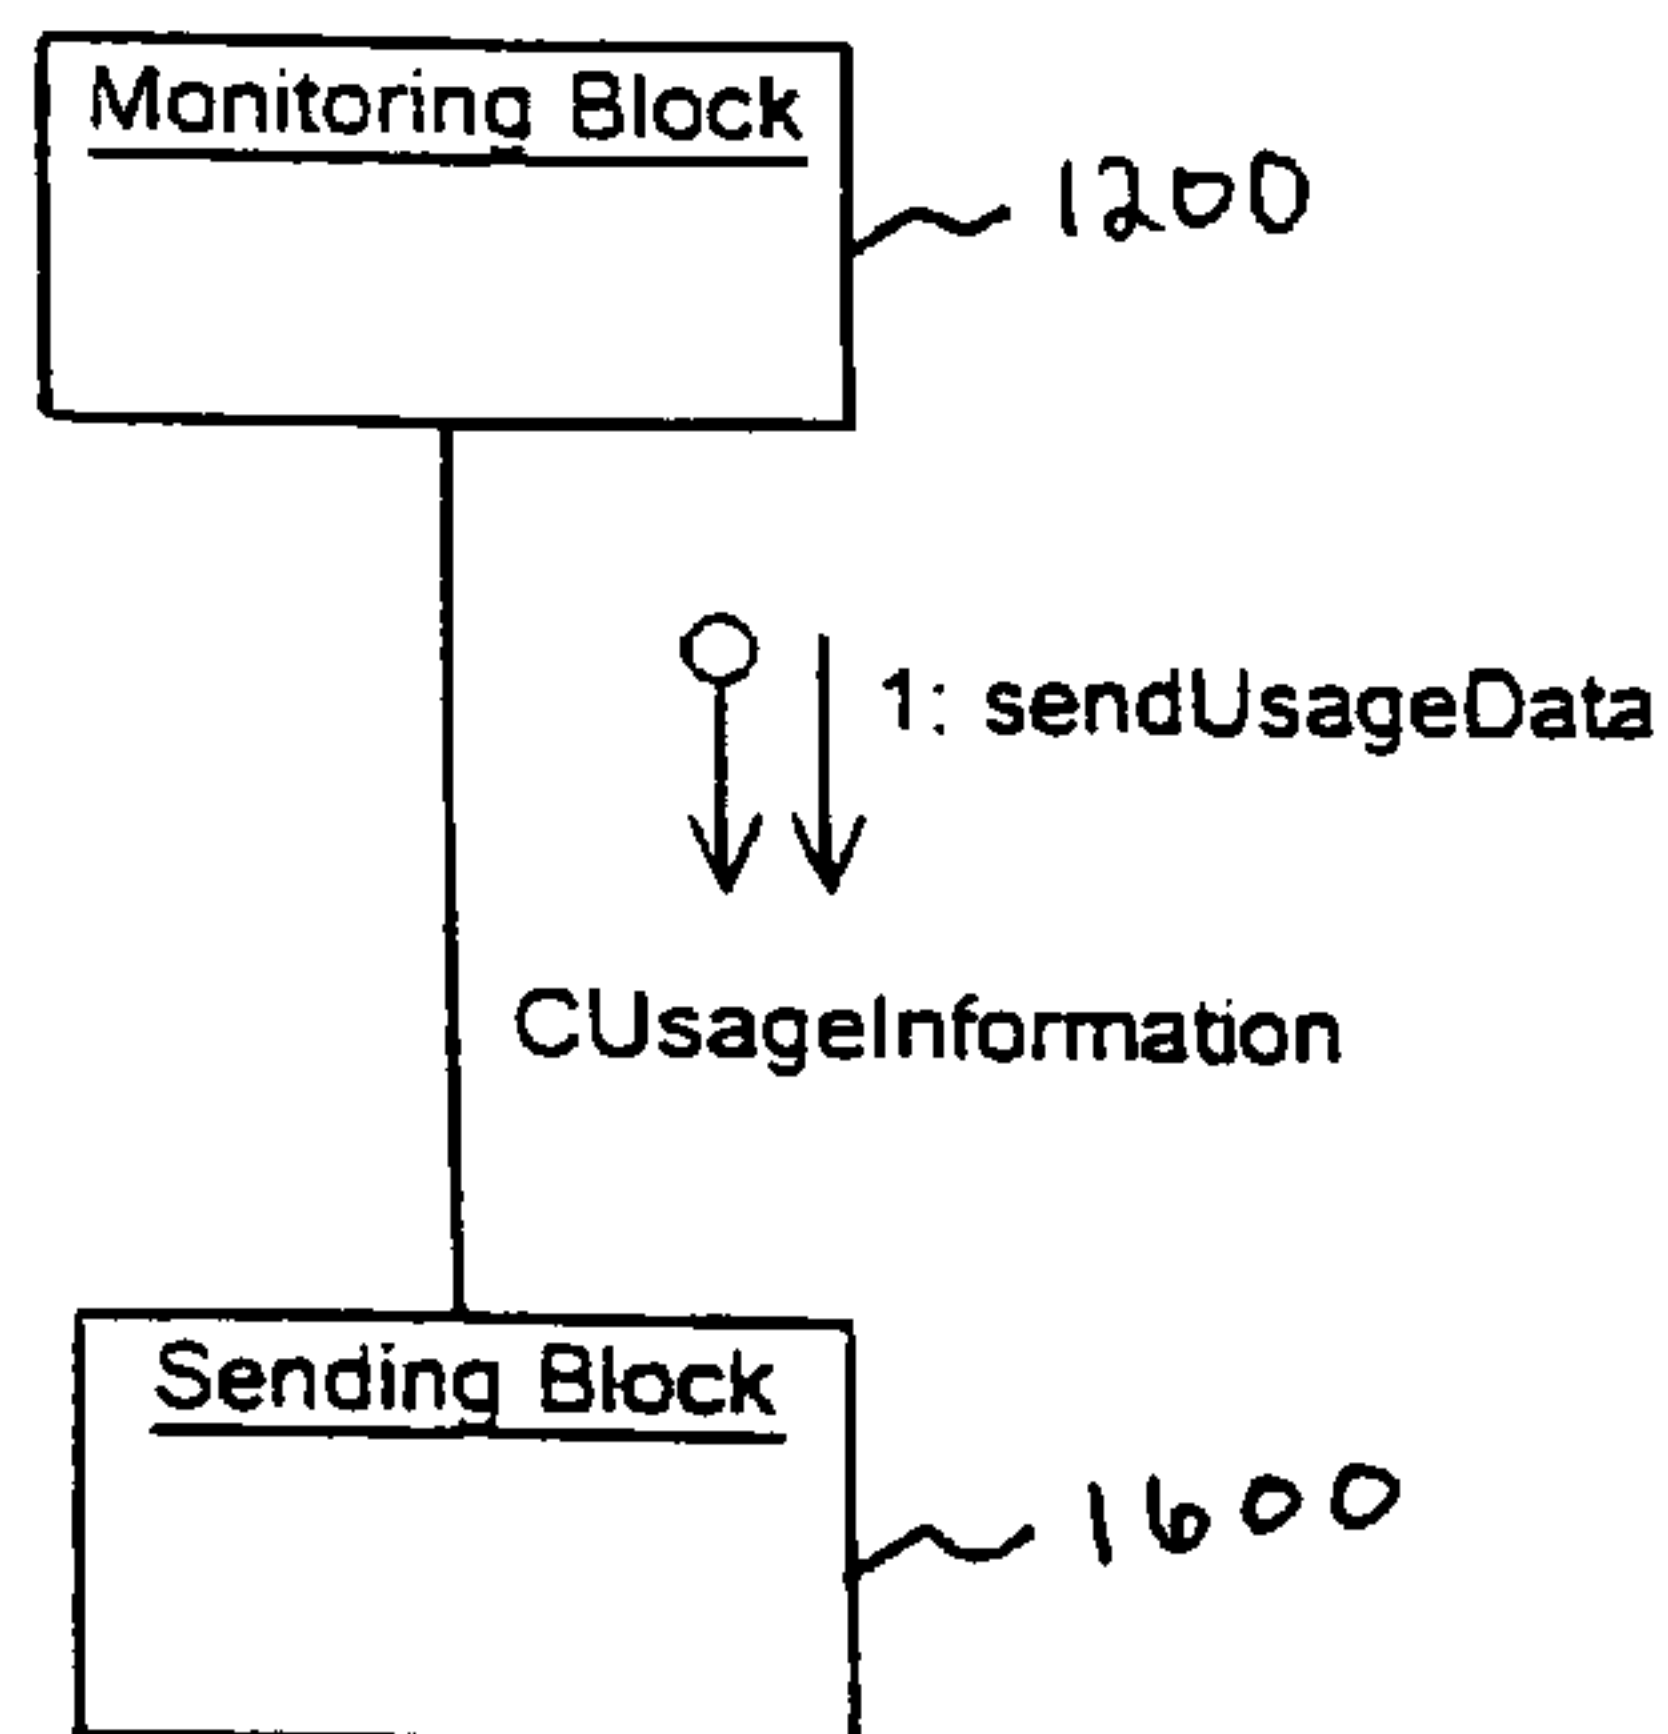 Monitoring Block
1200
1: sendUsageData
CUsageInformation
Sending Block
1600